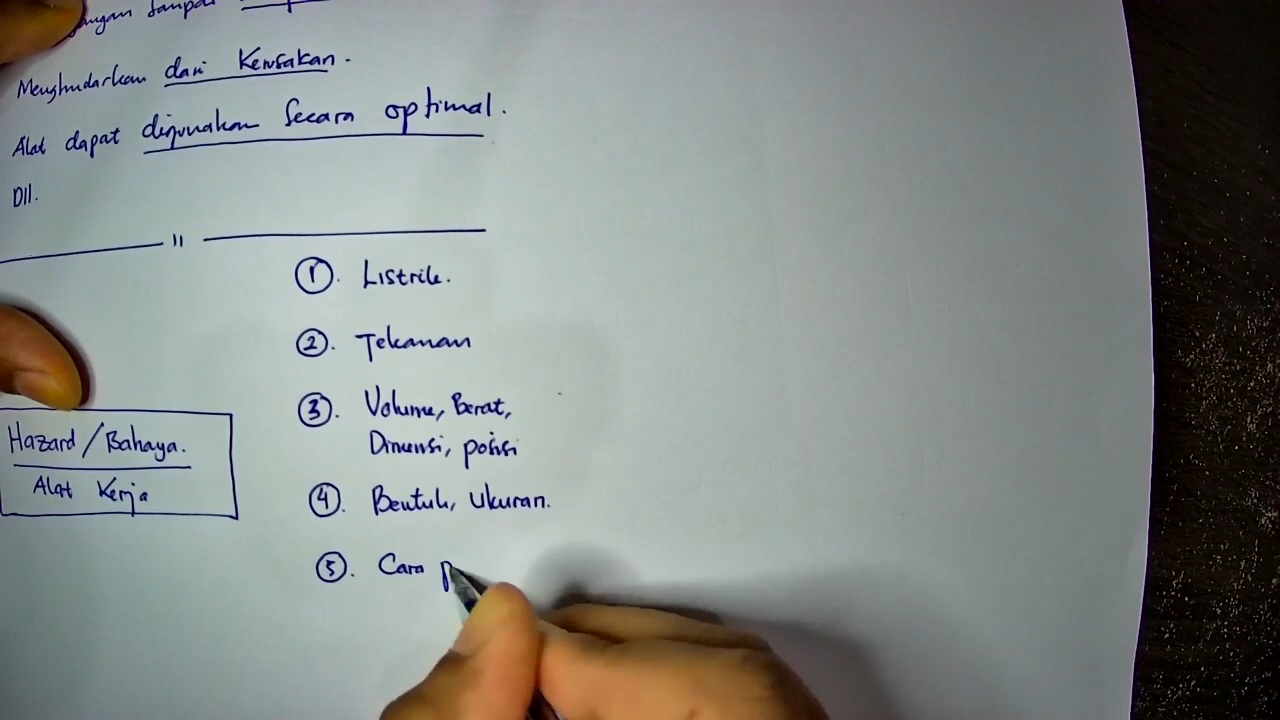 sampai
Menghindarkan dari Kerusakan.
Alat dapat digunakan Secara optimal.
Dll.
1. Listrik.
2. Tekanan
3. Volume, Berat,
Dimensi, posisi
Hazard/Bahaya.
Alat Kerja
4. Bentuk, Ukuran.
5. Cara p